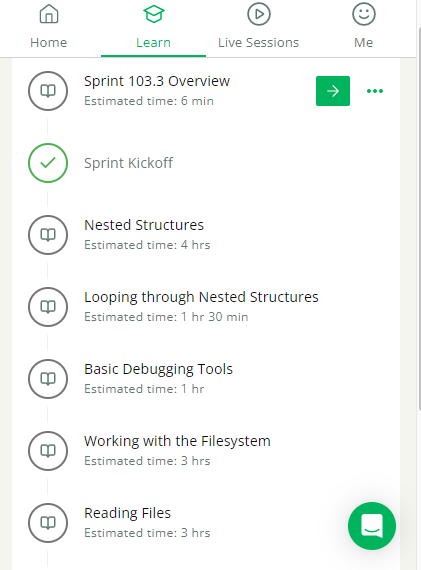 Home
Learn
Live Sessions
Me
Sprint 103.3 Overview
Estimated time: 6 min
Sprint Kickoff
Nested Structures
Estimated time: 4 hrs
Looping through Nested Structures
Estimated time: 1 hr 30 min
Basic Debugging Tools
Estimated time: 1 hr
Working with the Filesystem
Estimated time: 3 hrs
Reading Files
Estimated time: 3 hrs